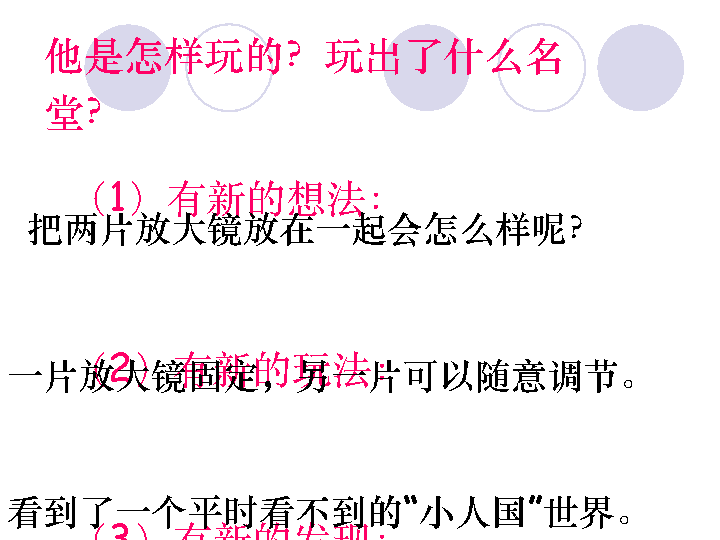 他是怎样玩的？玩出了什么名
堂？
（1）有新的想法：
把两片放大镜放在一起会怎么样呢？
（2）有新的玩法：
一片放大镜固定，另一片可以随意调节。
看到了一个平时看不到的“小人国”世界。
（3）有新的发现：